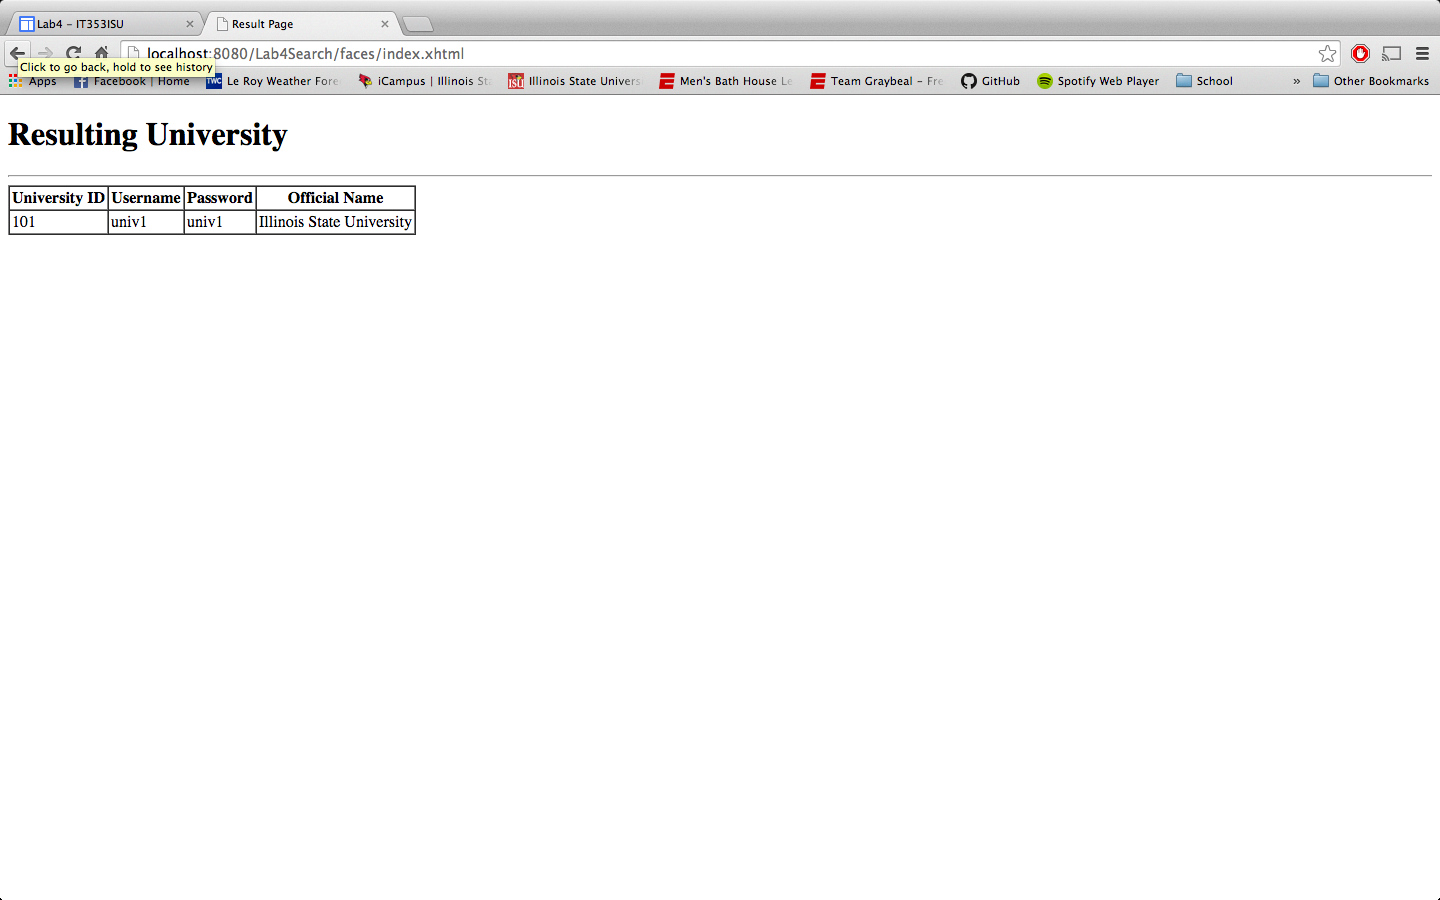 Lab4 - IT353ISU
Result Page
localhost:8080/Lab4Search/faces/index.xhtml
Click to go back, hold to see history
Apps Facebook | Home Le Roy Weather Fore iCampus | Illinois Sta Illinois State Univers Men's Bath House Le Team Graybeal – Fre GitHub Spotify Web Player School » Other Bookmarks
Resulting University
University ID Username Password Official Name
101 univ1 univ1 Illinois State University